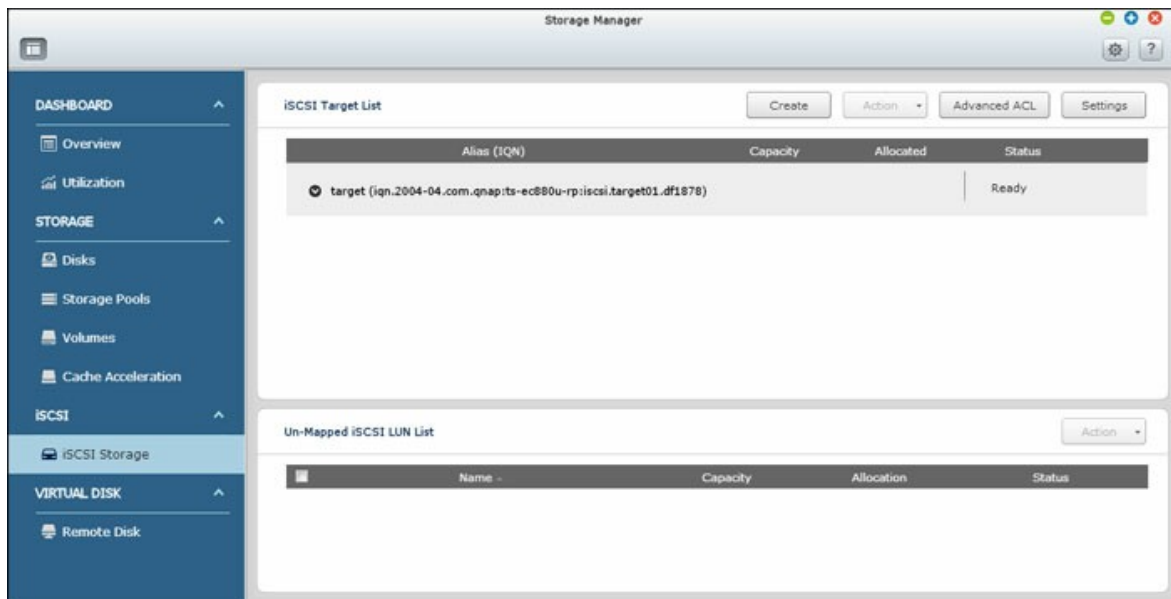 Storage Manager
?
DASHBOARD
Overview
Utilization
STORAGE
Disks
Storage Pools
Volumes
Cache Acceleration
iSCSI
iSCSI Storage
VIRTUAL DISK
Remote Disk
iSCSI Target List
Create
Action
Advanced ACL
Settings
Alias (IQN) Capacity Allocated Status
target (iqn.2004-04.com.qnap:ts-ec880u-rp:iscsi.target01.df1878) Ready
Un-Mapped iSCSI LUN List
Action
Name Capacity Allocation Status